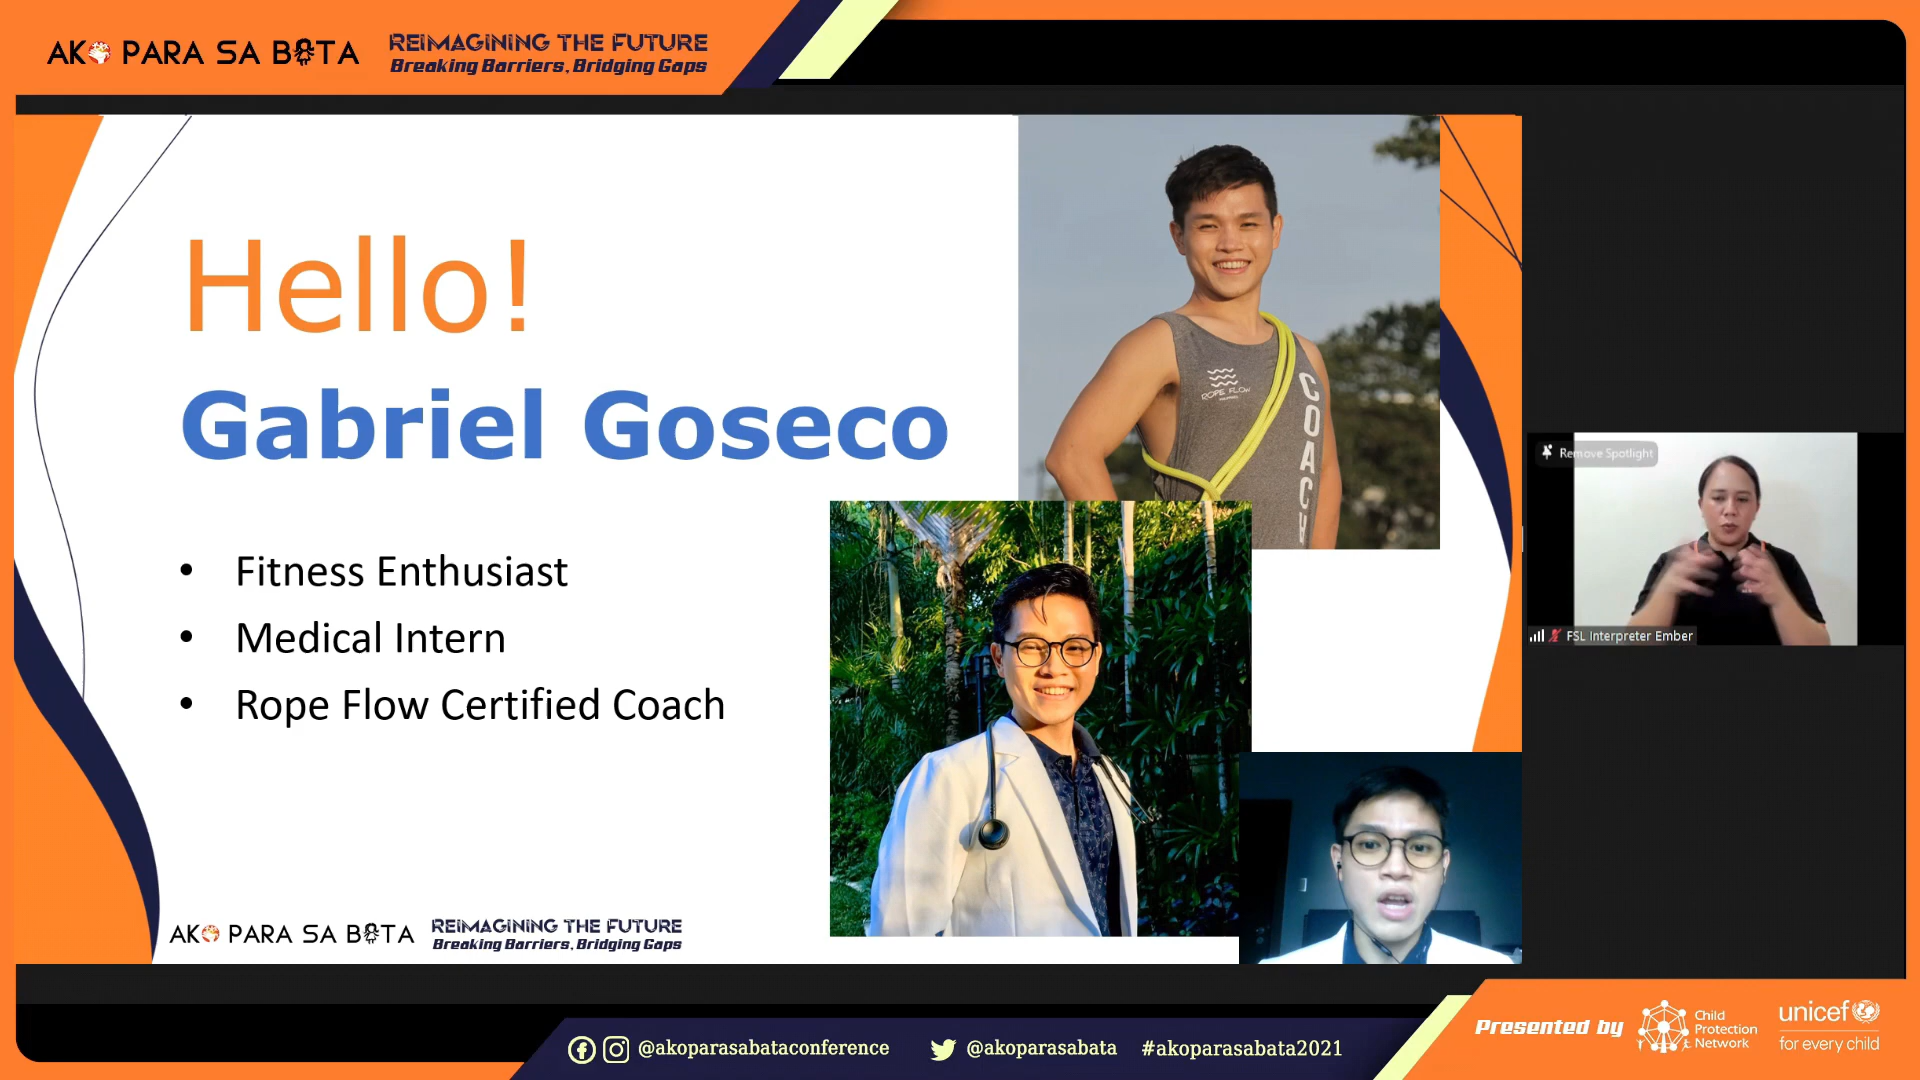 AKO PARA SA BATA
REIMAGINING THE FUTURE
Breaking Barriers, Bridging Gaps
Hello!
Gabriel Goseco
• Fitness Enthusiast
• Medical Intern
• Rope Flow Certified Coach
ROPE FLOW
COACH
Remove Spotlight
FSL Interpreter Ember
AKO PARA SA BATA
REIMAGINING THE FUTURE
Breaking Barriers, Bridging Gaps
@akoparasabataconference
@akoparasabata
#akoparasabata2021
Presented by
Child
Protection
Network
unicef
for every child